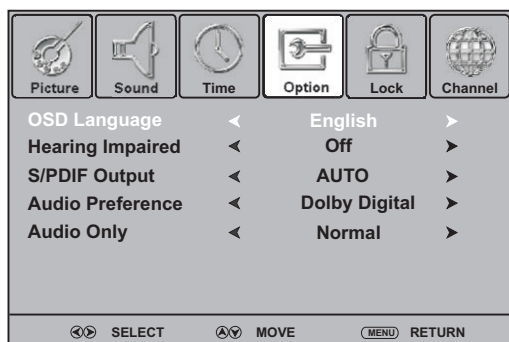 Picture Sound Time Option Lock Channel
OSD Language English
Hearing Impaired Off
S/PDIF Output AUTO
Audio Preference Dolby Digital
Audio Only Normal
SELECT MOVE MENU RETURN